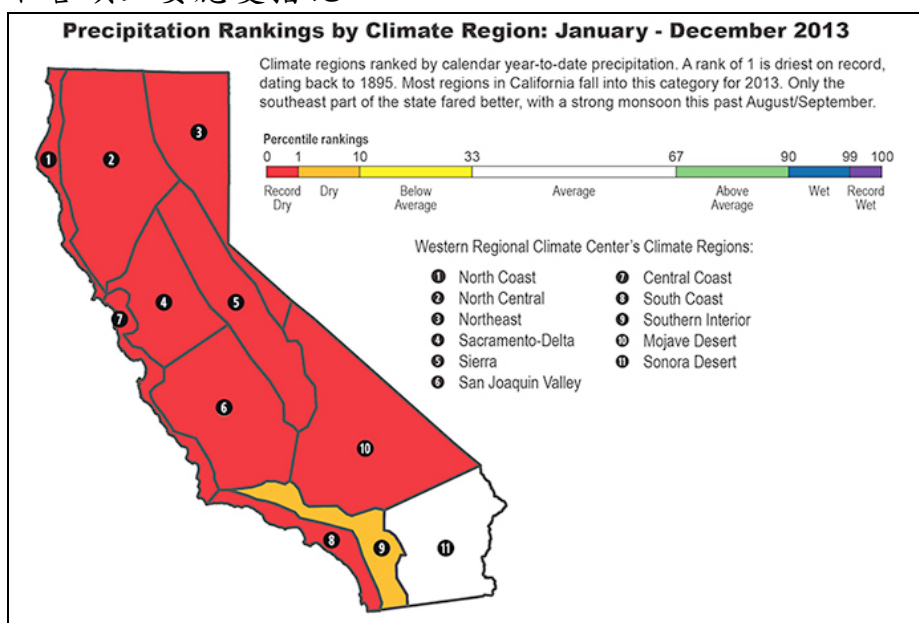 Precipitation Rankings by Climate Region: January - December 2013
Climate regions ranked by calendar year-to-date precipitation. A rank of 1 is driest on record,
dating back to 1895. Most regions in California fall into this category for 2013. Only the
southeast part of the state fared better, with a strong monsoon this past August/September.
Percentile rankings
0 1 10 33 67 90 99 100
Record Dry
Dry
Below Average
Average
Above Average
Wet
Record Wet
Western Regional Climate Center's Climate Regions:
1 North Coast
2 North Central
3 Northeast
4 Sacramento-Delta
5 Sierra
6 San Joaquin Valley
7 Central Coast
8 South Coast
9 Southern Interior
10 Mojave Desert
11 Sonora Desert
1
2
3
4
5
6
7
8
9
10
11